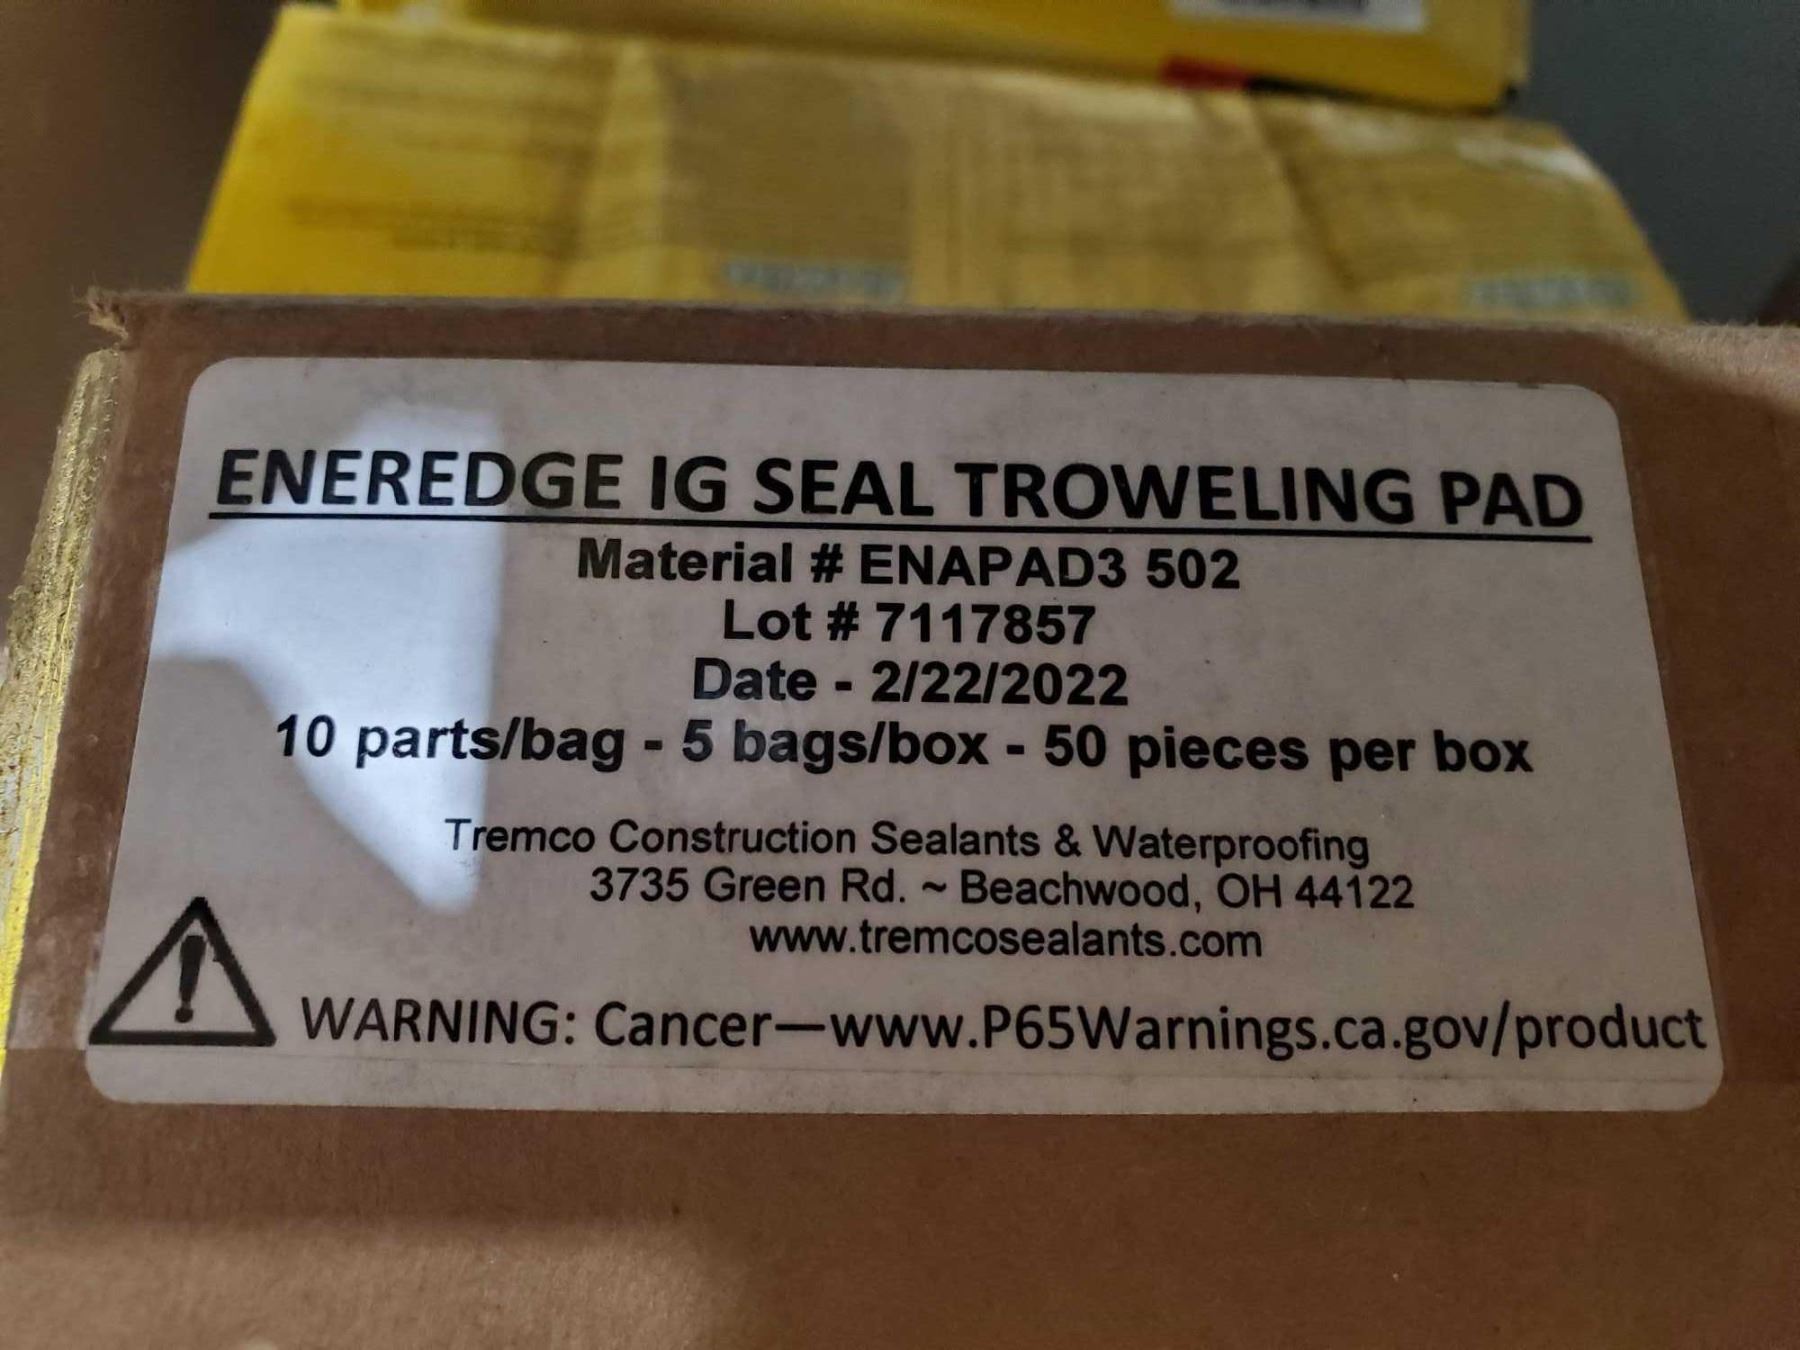 ENEREDGE IG SEAL TROWELING PAD
Material # ENAPAD3 502
Lot # 7117857
Date - 2/22/2022
10 parts/bag - 5 bags/box - 50 pieces per box
Tremco Construction Sealants & Waterproofing
3735 Green Rd. ~ Beachwood, OH 44122
www.tremcosealants.com
WARNING: Cancer—www.P65Warnings.ca.gov/product